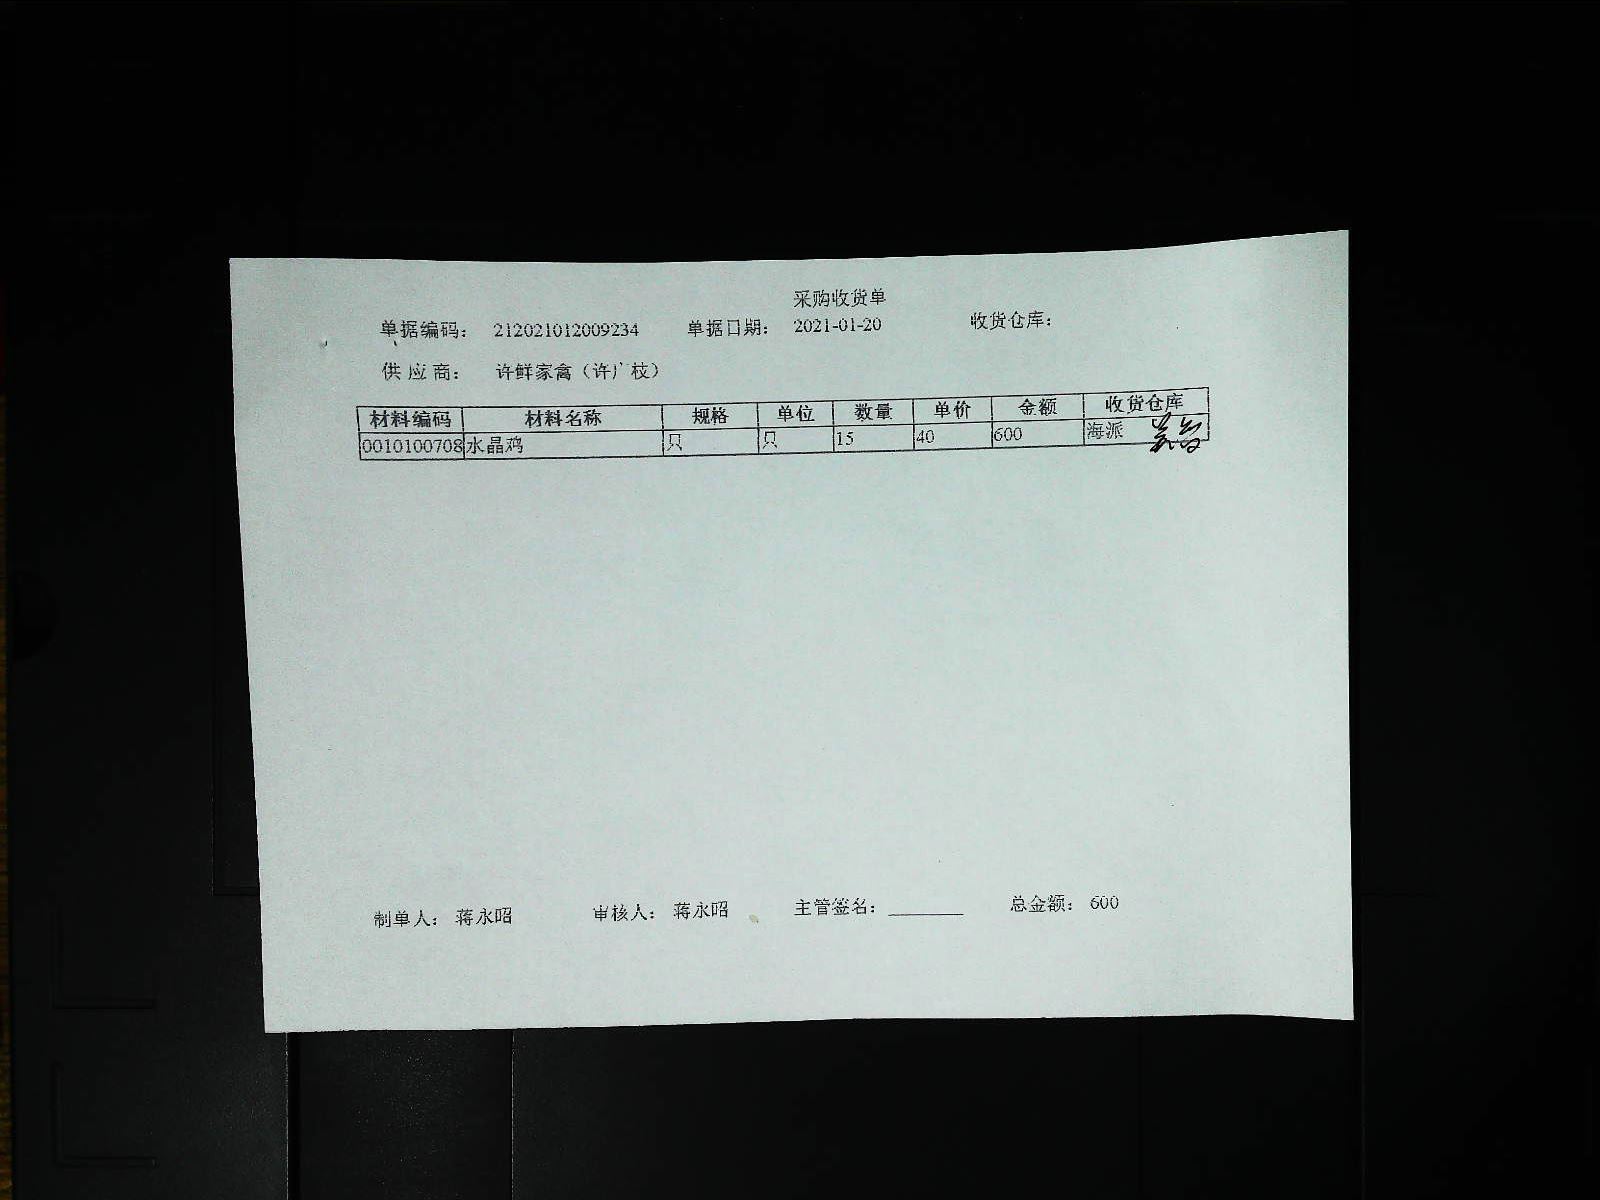 采购收货单
单据编码： 212021012009234 单据日期： 2021-01-20 收货仓库：
供 应 商： 许鲜家禽（许广枝）
材料编码 材料名称 规格 单位 数量 单价 金额 收货仓库
0010100708 水晶鸡 只 只 15 40 600 海派
制单人： 蒋永昭 审核人： 蒋永昭 主管签名： ________ 总金额： 600